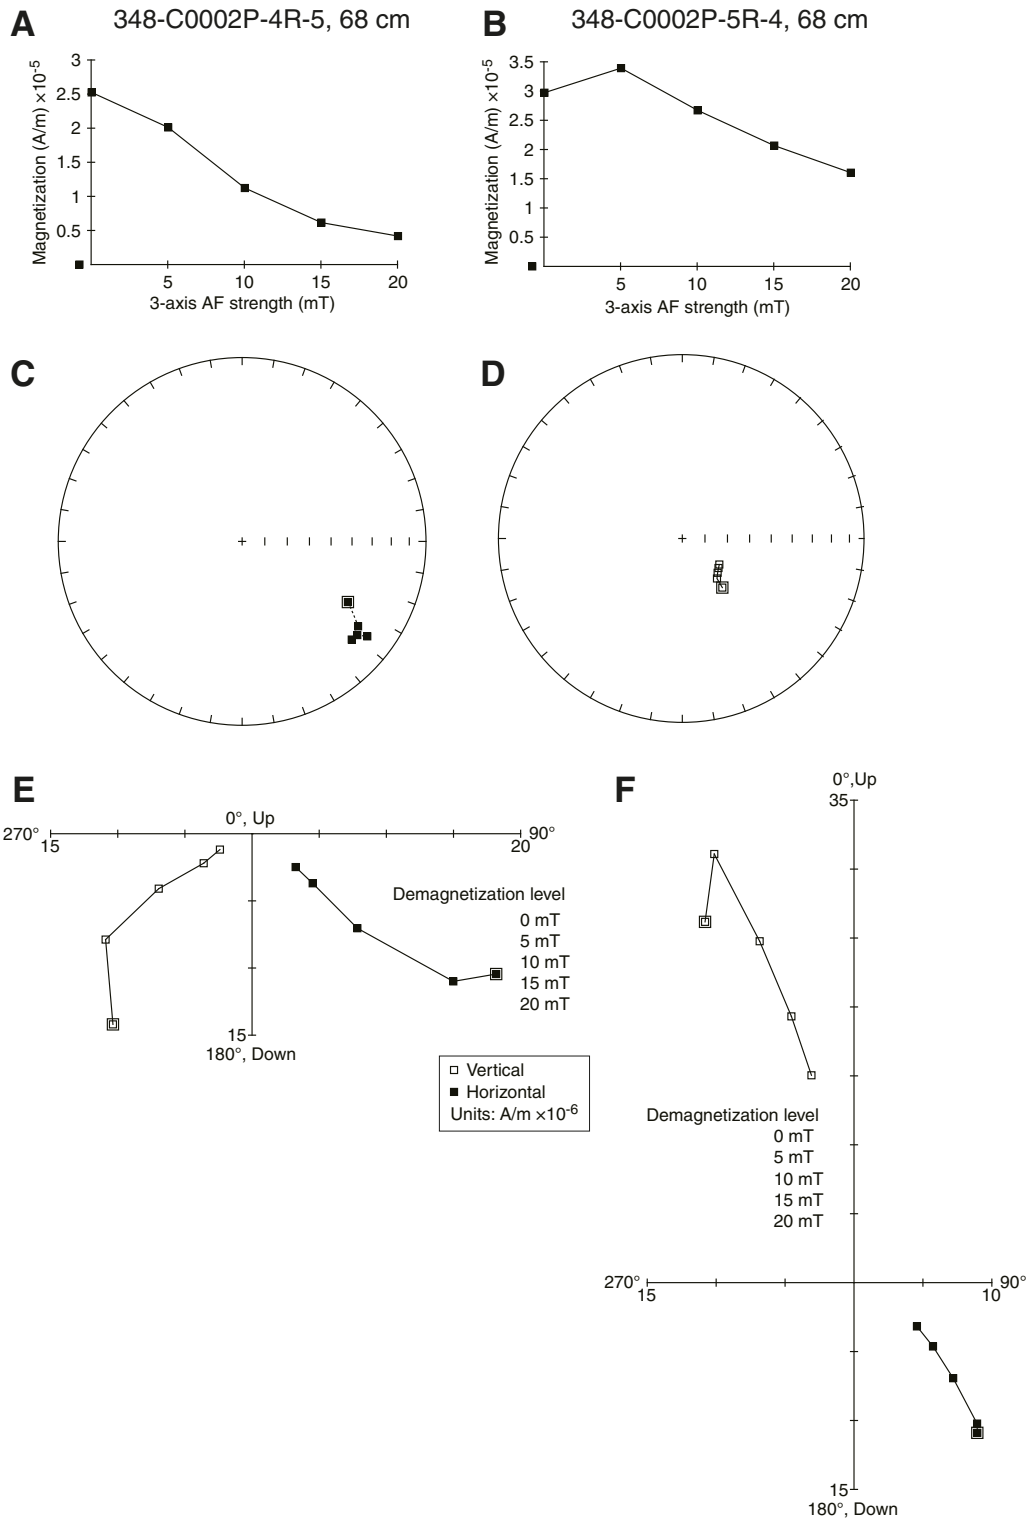 A 348-C0002P-4R-5, 68 cm
Magnetization (A/m) ×10-5
3
2.5
2
1.5
1
0.5
5 10 15 20
3-axis AF strength (mT)
B 348-C0002P-5R-4, 68 cm
Magnetization (A/m) ×10-5
3.5
3
2.5
2
1.5
1
0.5
5 10 15 20
3-axis AF strength (mT)
C
D
E
0°, Up
270° 15 20 90°
Demagnetization level
0 mT
5 mT
10 mT
15 mT
20 mT
15
180°, Down
Vertical
Horizontal
Units: A/m ×10-6
F
0°,Up
35
Demagnetization level
0 mT
5 mT
10 mT
15 mT
20 mT
270° 15 10 90°
15
180°, Down